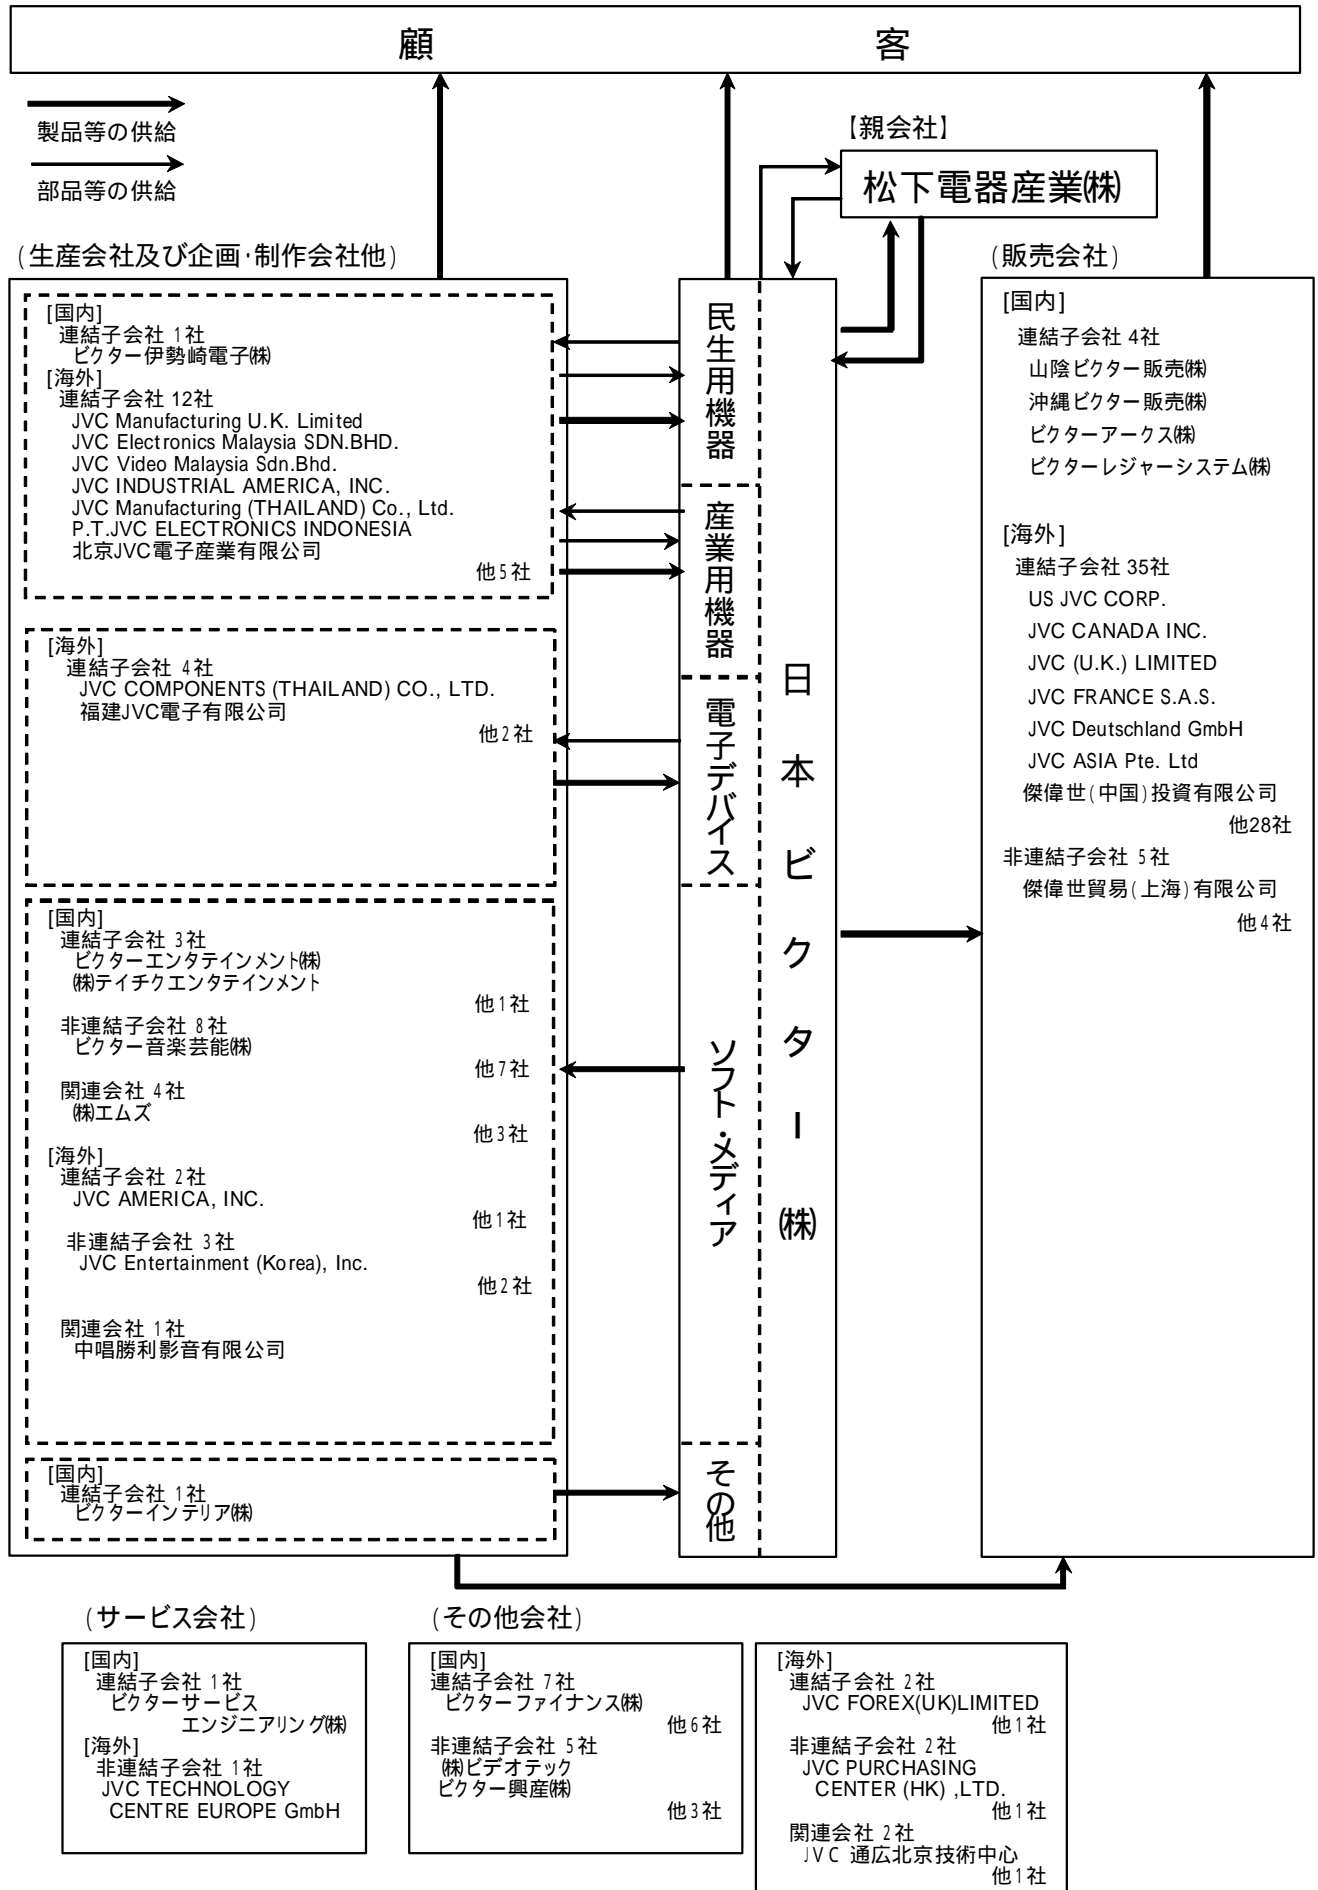 顧客
製品等の供給
部品等の供給
【親会社】
松下電器産業㈱
(生産会社及び企画・制作会社他)
[国内]
連結子会社 1社
ビクター伊勢崎電子㈱
[海外]
連結子会社 12社
JVC Manufacturing U.K. Limited
JVC Electronics Malaysia SDN.BHD.
JVC Video Malaysia Sdn.Bhd.
JVC INDUSTRIAL AMERICA, INC.
JVC Manufacturing (THAILAND) Co., Ltd.
P.T.JVC ELECTRONICS INDONESIA
北京JVC電子産業有限公司
他5社
[海外]
連結子会社 4社
JVC COMPONENTS (THAILAND) CO., LTD.
福建JVC電子有限公司
他2社
[国内]
連結子会社 3社
ビクターエンタテインメント㈱
㈱テイチクエンタテインメント
他1社
非連結子会社 8社
ビクター音楽芸能㈱
他7社
関連会社 4社
㈱エムズ
他3社
[海外]
連結子会社 2社
JVC AMERICA, INC.
他1社
非連結子会社 3社
JVC Entertainment (Korea), Inc.
他2社
関連会社 1社
中唱勝利影音有限公司
[国内]
連結子会社 1社
ビクターインテリア㈱
民生用機器
産業用機器
電子デバイス
ソフト・メディア
その他
日本ビクター㈱
(販売会社)
[国内]
連結子会社 4社
山陰ビクター販売㈱
沖縄ビクター販売㈱
ビクターアークス㈱
ビクターレジャーシステム㈱
[海外]
連結子会社 35社
US JVC CORP.
JVC CANADA INC.
JVC (U.K.) LIMITED
JVC FRANCE S.A.S.
JVC Deutschland GmbH
JVC ASIA Pte. Ltd
傑偉世(中国)投資有限公司
他28社
非連結子会社 5社
傑偉世貿易(上海)有限公司
他4社
(サービス会社)
[国内]
連結子会社 1社
ビクターサービス
エンジニアリング㈱
[海外]
非連結子会社 1社
JVC TECHNOLOGY
CENTRE EUROPE GmbH
(その他会社)
[国内]
連結子会社 7社
ビクターファイナンス㈱
他6社
非連結子会社 5社
㈱ビデオテック
ビクター興産㈱
他3社
[海外]
連結子会社 2社
JVC FOREX(UK)LIMITED
他1社
非連結子会社 2社
JVC PURCHASING
CENTER (HK) ,LTD.
他1社
関連会社 2社
JVC 通広北京技術中心
他1社